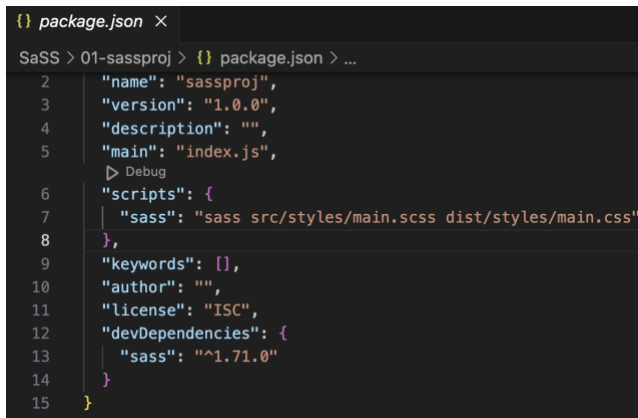 {} package.json ×
SaSS > 01-sassproj > {} package.json > ...
2 "name": "sassproj",
3 "version": "1.0.0",
4 "description": "",
5 "main": "index.js",
Debug
6 "scripts": {
7 "sass": "sass src/styles/main.scss dist/styles/main.css"
8 },
9 "keywords": [],
10 "author": "",
11 "license": "ISC",
12 "devDependencies": {
13 "sass": "^1.71.0"
14 }
15 }